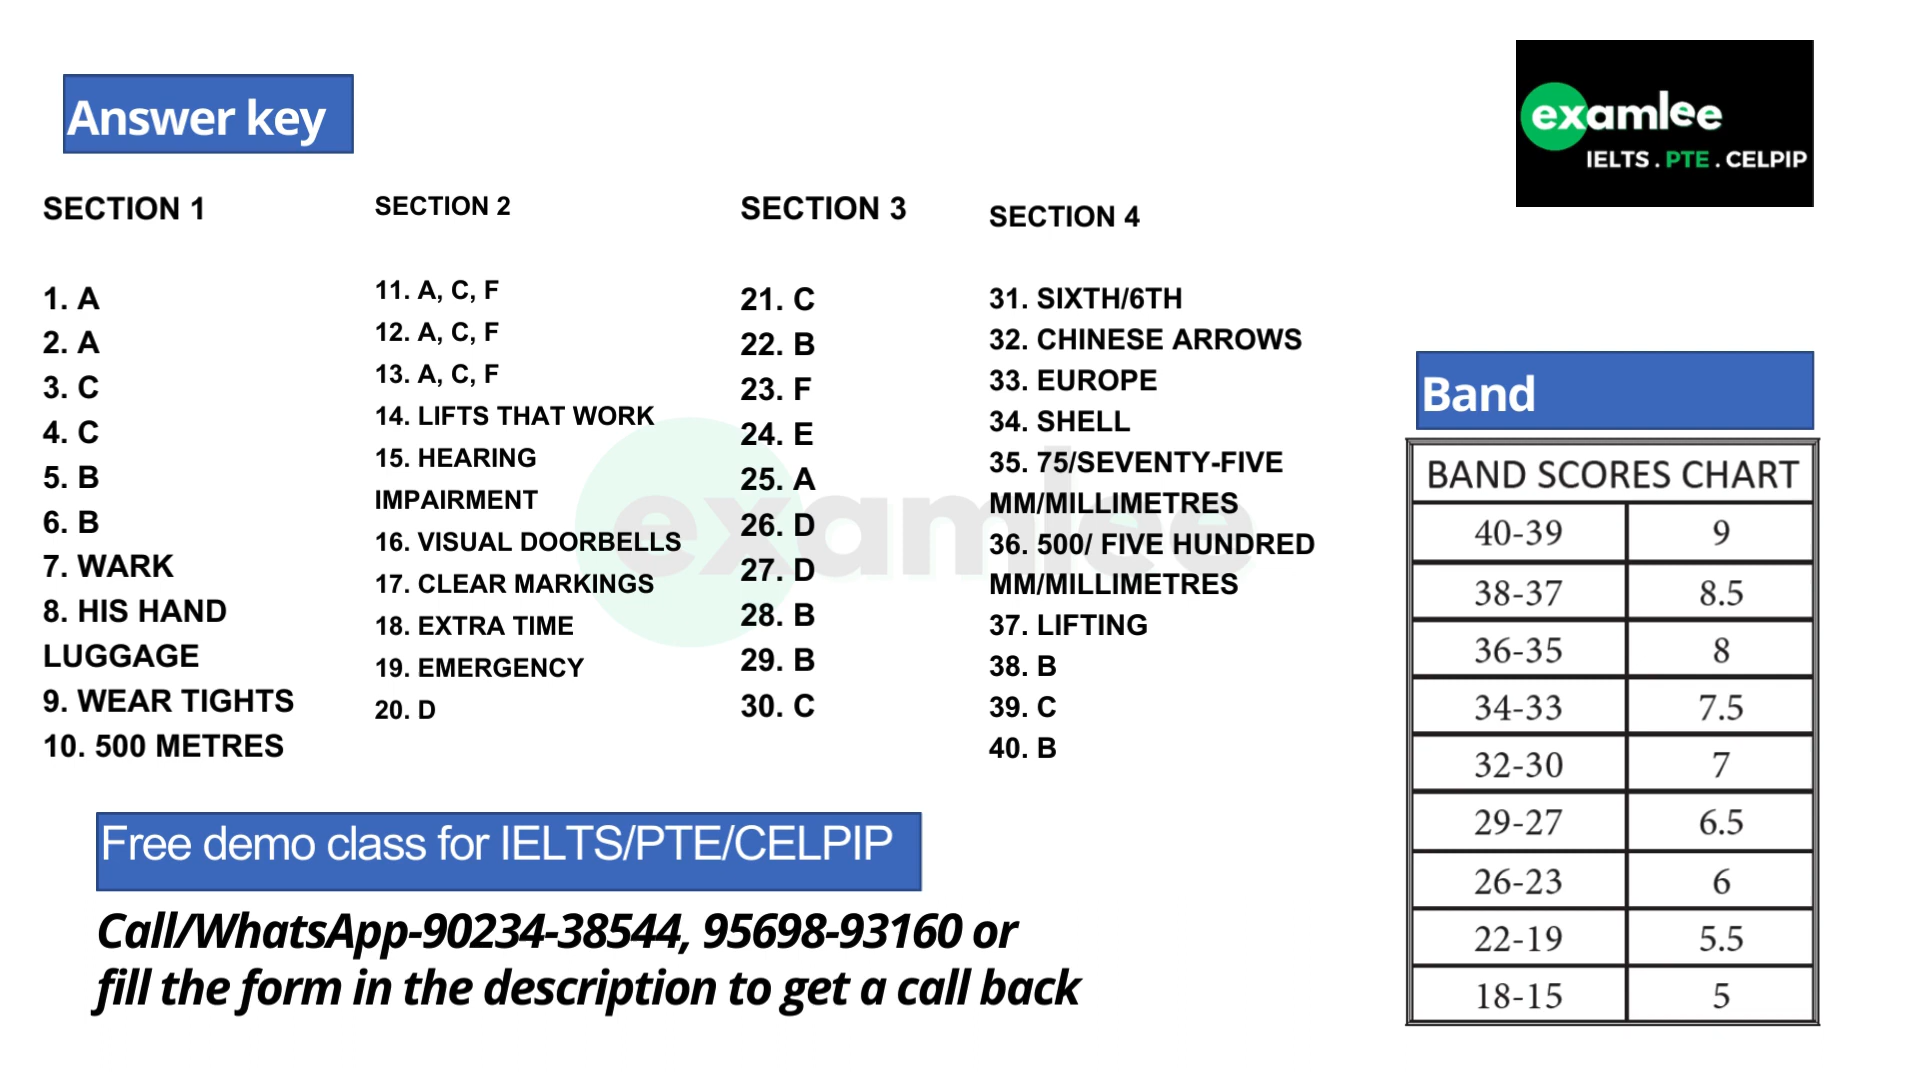 Answer key
examlee
IELTS . PTE . CELPIP
SECTION 1
1. A
2. A
3. C
4. C
5. B
6. B
7. WARK
8. HIS HAND
LUGGAGE
9. WEAR TIGHTS
10. 500 METRES
SECTION 2
11. A, C, F
12. A, C, F
13. A, C, F
14. LIFTS THAT WORK
15. HEARING
IMPAIRMENT
16. VISUAL DOORBELLS
17. CLEAR MARKINGS
18. EXTRA TIME
19. EMERGENCY
20. D
SECTION 3
21. C
22. B
23. F
24. E
25. A
26. D
27. D
28. B
29. B
30. C
SECTION 4
31. SIXTH/6TH
32. CHINESE ARROWS
33. EUROPE
34. SHELL
35. 75/SEVENTY-FIVE
MM/MILLIMETRES
36. 500/ FIVE HUNDRED
MM/MILLIMETRES
37. LIFTING
38. B
39. C
40. B
examlee
Band
BAND SCORES CHART
40-39 9
38-37 8.5
36-35 8
34-33 7.5
32-30 7
29-27 6.5
26-23 6
22-19 5.5
18-15 5
Free demo class for IELTS/PTE/CELPIP
Call/WhatsApp-90234-38544, 95698-93160 or
fill the form in the description to get a call back